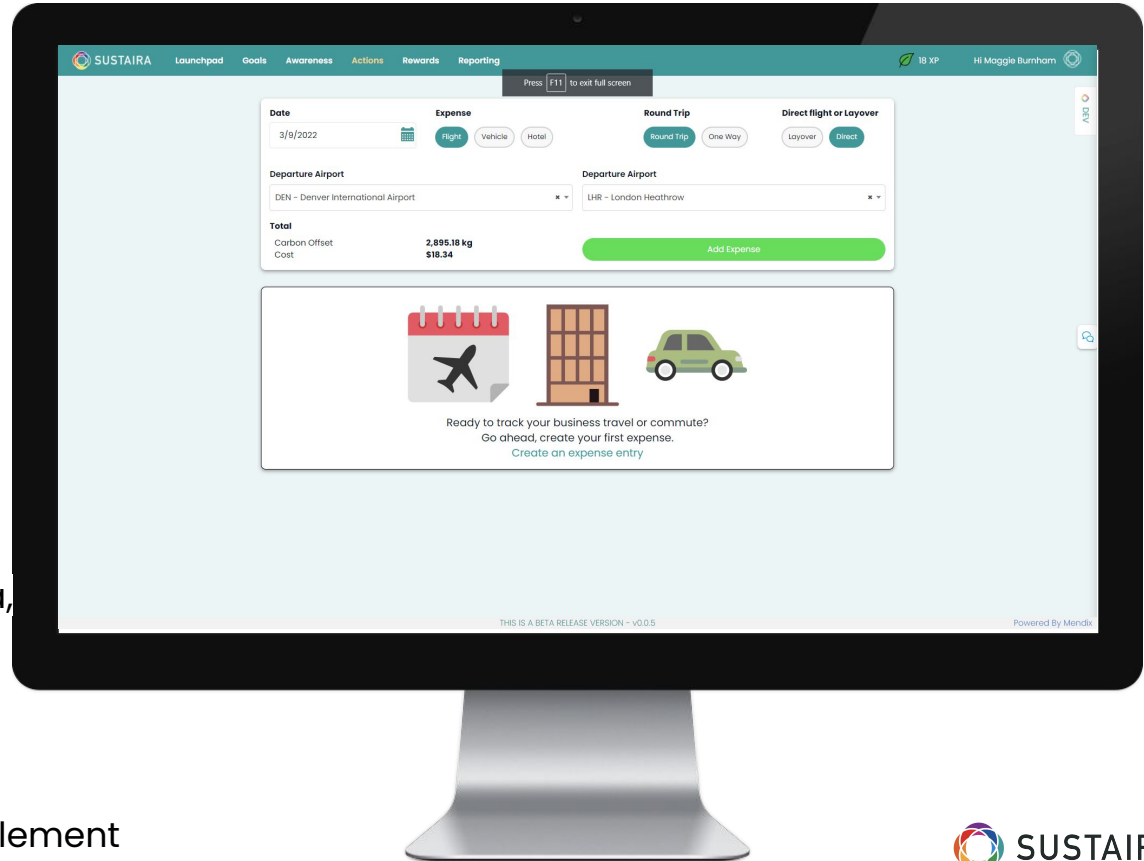 SUSTAIRA Launchpad Goals Awareness Actions Rewards Reporting 18 XP Hi Maggie Burnham
Press F11 to exit full screen
DEV
Date Expense Round Trip Direct flight or Layover
3/9/2022 Flight Vehicle Hotel Round Trip One Way Layover Direct
Departure Airport Departure Airport
DEN - Denver International Airport × LHR - London Heathrow ×
Total
Carbon Offset 2,895.18 kg Add Expense
Cost $18.34
Ready to track your business travel or commute?
Go ahead, create your first expense.
Create an expense entry
THIS IS A BETA RELEASE VERSION - v0.0.5 Powered By Mendix
lement
SUSTAIR